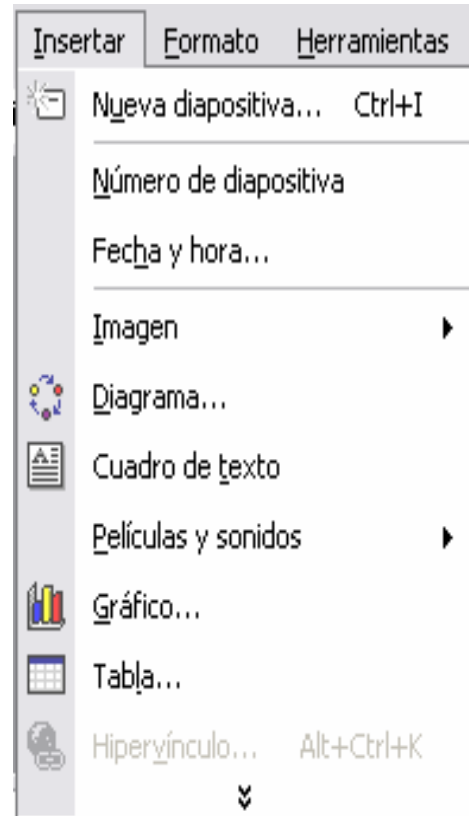 Insertar Formato Herramientas
Nueva diapositiva... Ctrl+I
Número de diapositiva
Fecha y hora...
Imagen
Diagrama...
Cuadro de texto
Películas y sonidos
Gráfico...
Tabla...
Hipervínculo... Alt+Ctrl+K